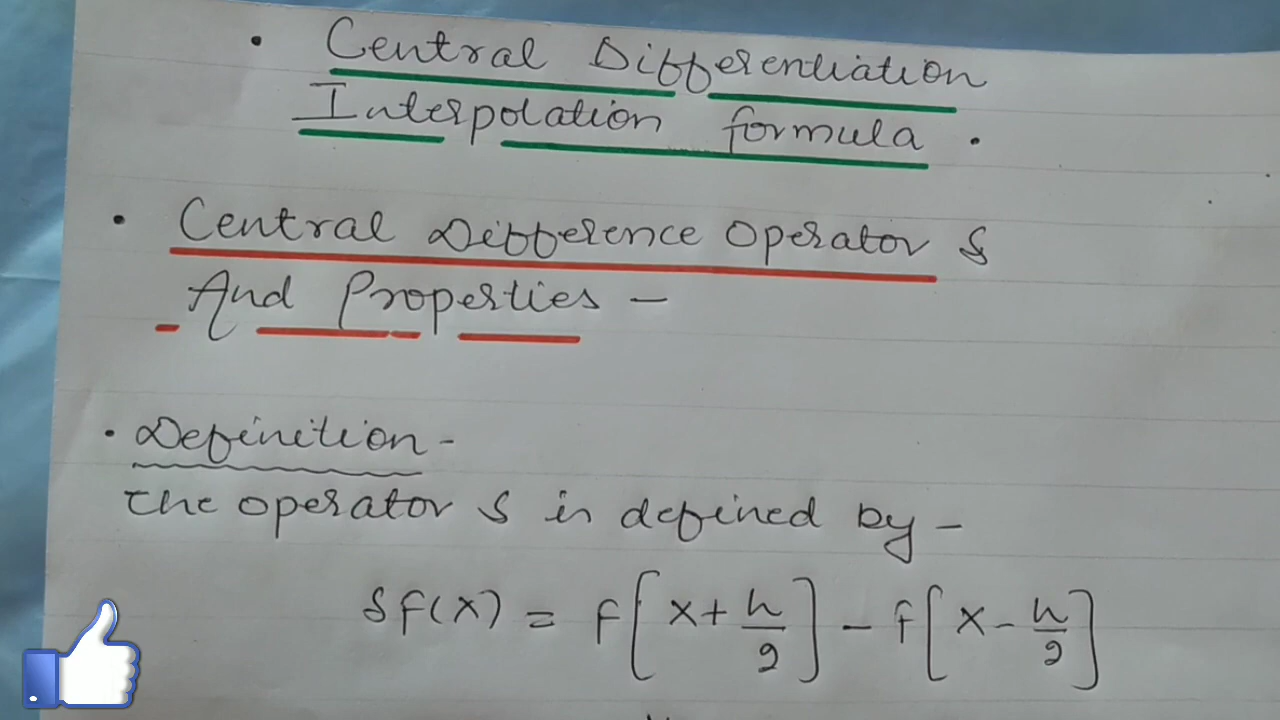 • Central Differentiation
Interpolation formula .
• Central Difference Operator δ
And Properties –
• Definition -
the operator δ is defined by –
δf(x) = f[x + h/2] – f[x – h/2]